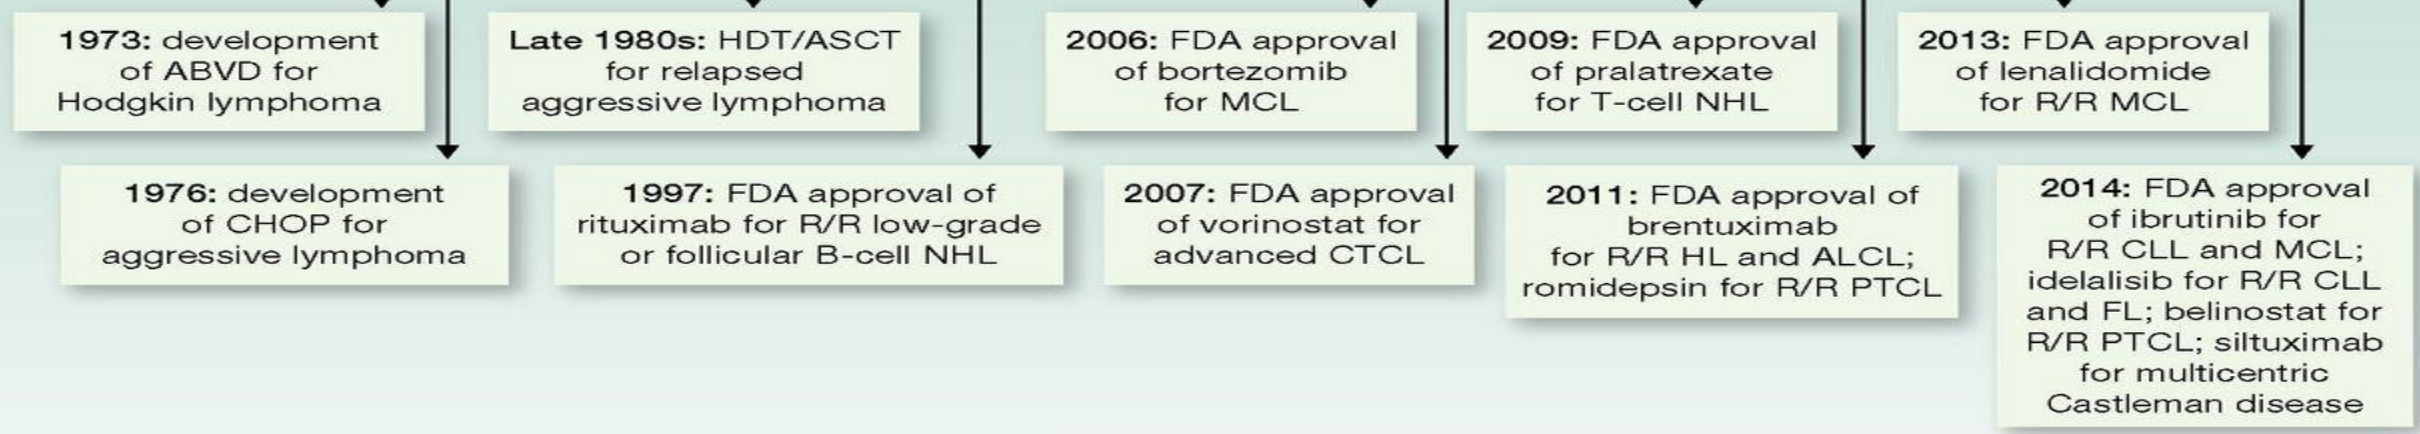 1973: development
of ABVD for
Hodgkin lymphoma
Late 1980s: HDT/ASCT
for relapsed
aggressive lymphoma
2006: FDA approval
of bortezomib
for MCL
2009: FDA approval
of pralatrexate
for T-cell NHL
2013: FDA approval
of lenalidomide
for R/R MCL
1976: development
of CHOP for
aggressive lymphoma
1997: FDA approval of
rituximab for R/R low-grade
or follicular B-cell NHL
2007: FDA approval
of vorinostat for
advanced CTCL
2011: FDA approval of
brentuximab
for R/R HL and ALCL;
romidepsin for R/R PTCL
2014: FDA approval
of ibrutinib for
R/R CLL and MCL;
idelalisib for R/R CLL
and FL; belinostat for
R/R PTCL; siltuximab
for multicentric
Castleman disease